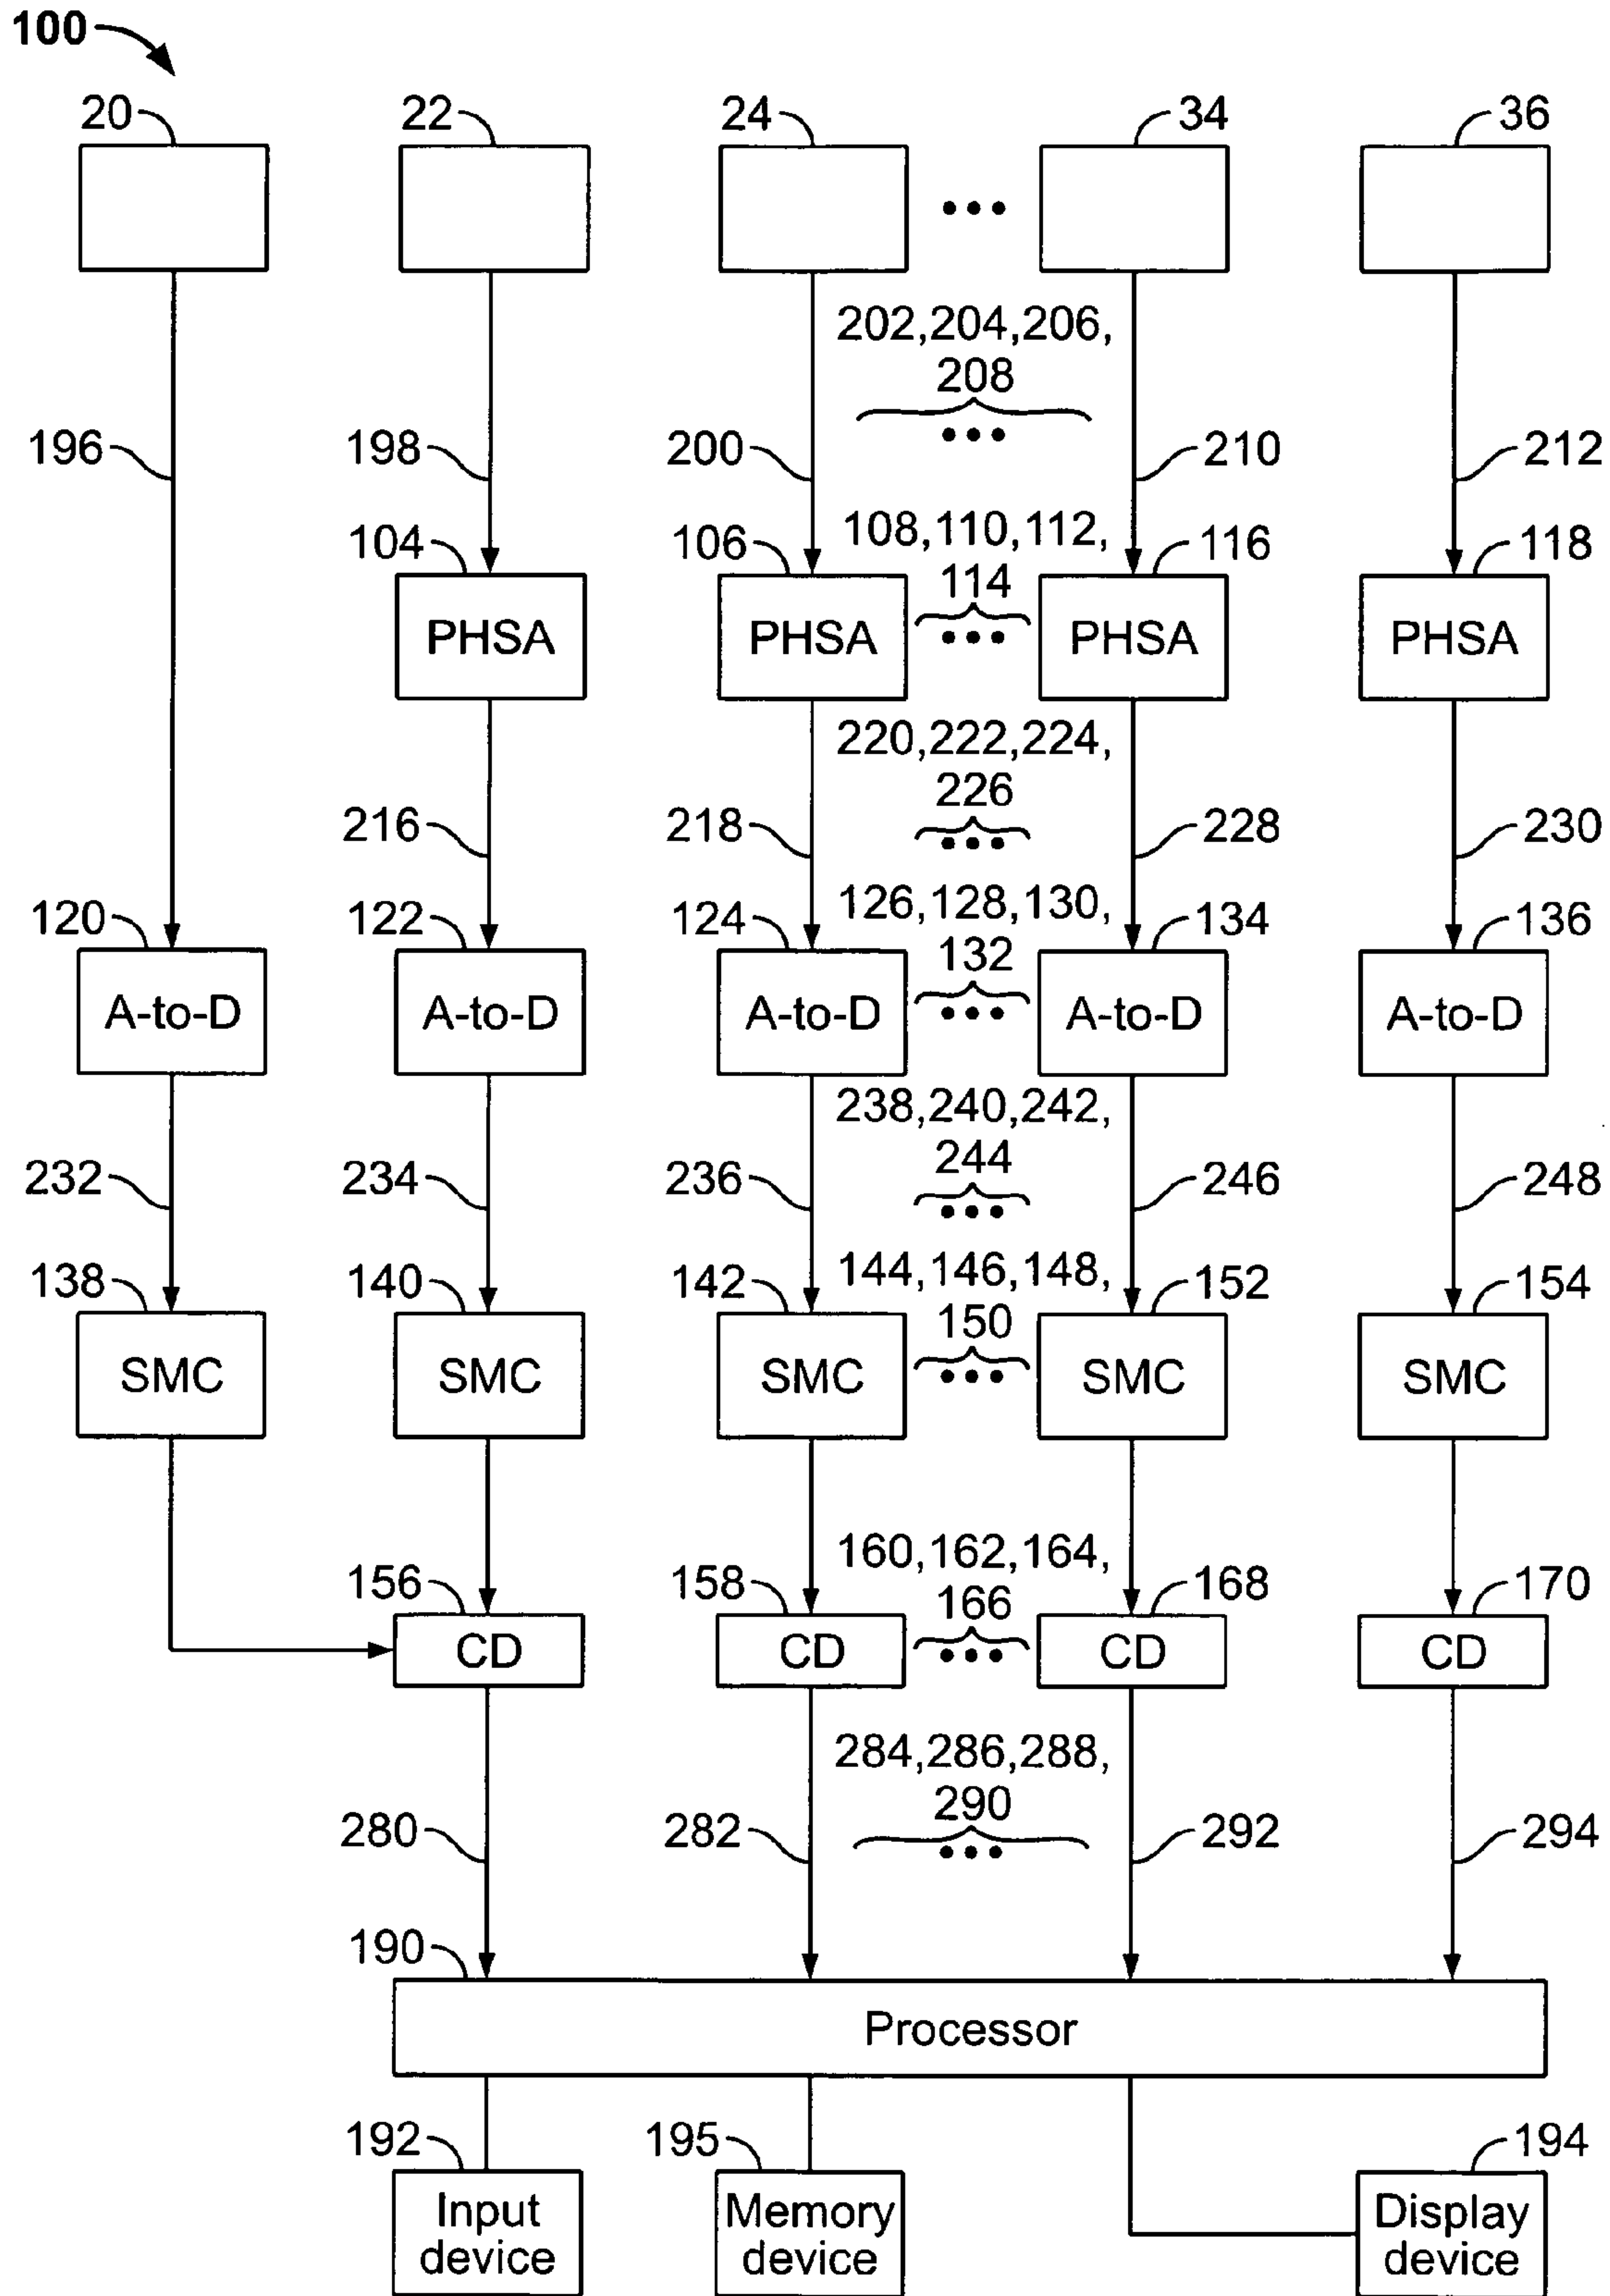 100
20 22 24 34 36
202,204,206,
208
196 198 200 210 212
108,110,112,
104 106 116 118
114
PHSA PHSA PHSA PHSA
220,222,224,
226
216 218 228 230
126,128,130,
120 122 124 134 136
132
A-to-D A-to-D A-to-D A-to-D A-to-D
238,240,242,
244
232 234 236 246 248
144,146,148,
138 140 142 152 154
150
SMC SMC SMC SMC SMC
160,162,164,
156 158 168 170
166
CD CD CD CD
284,286,288,
290
280 282 292 294
190
Processor
192 195 194
Input Memory Display
device device device